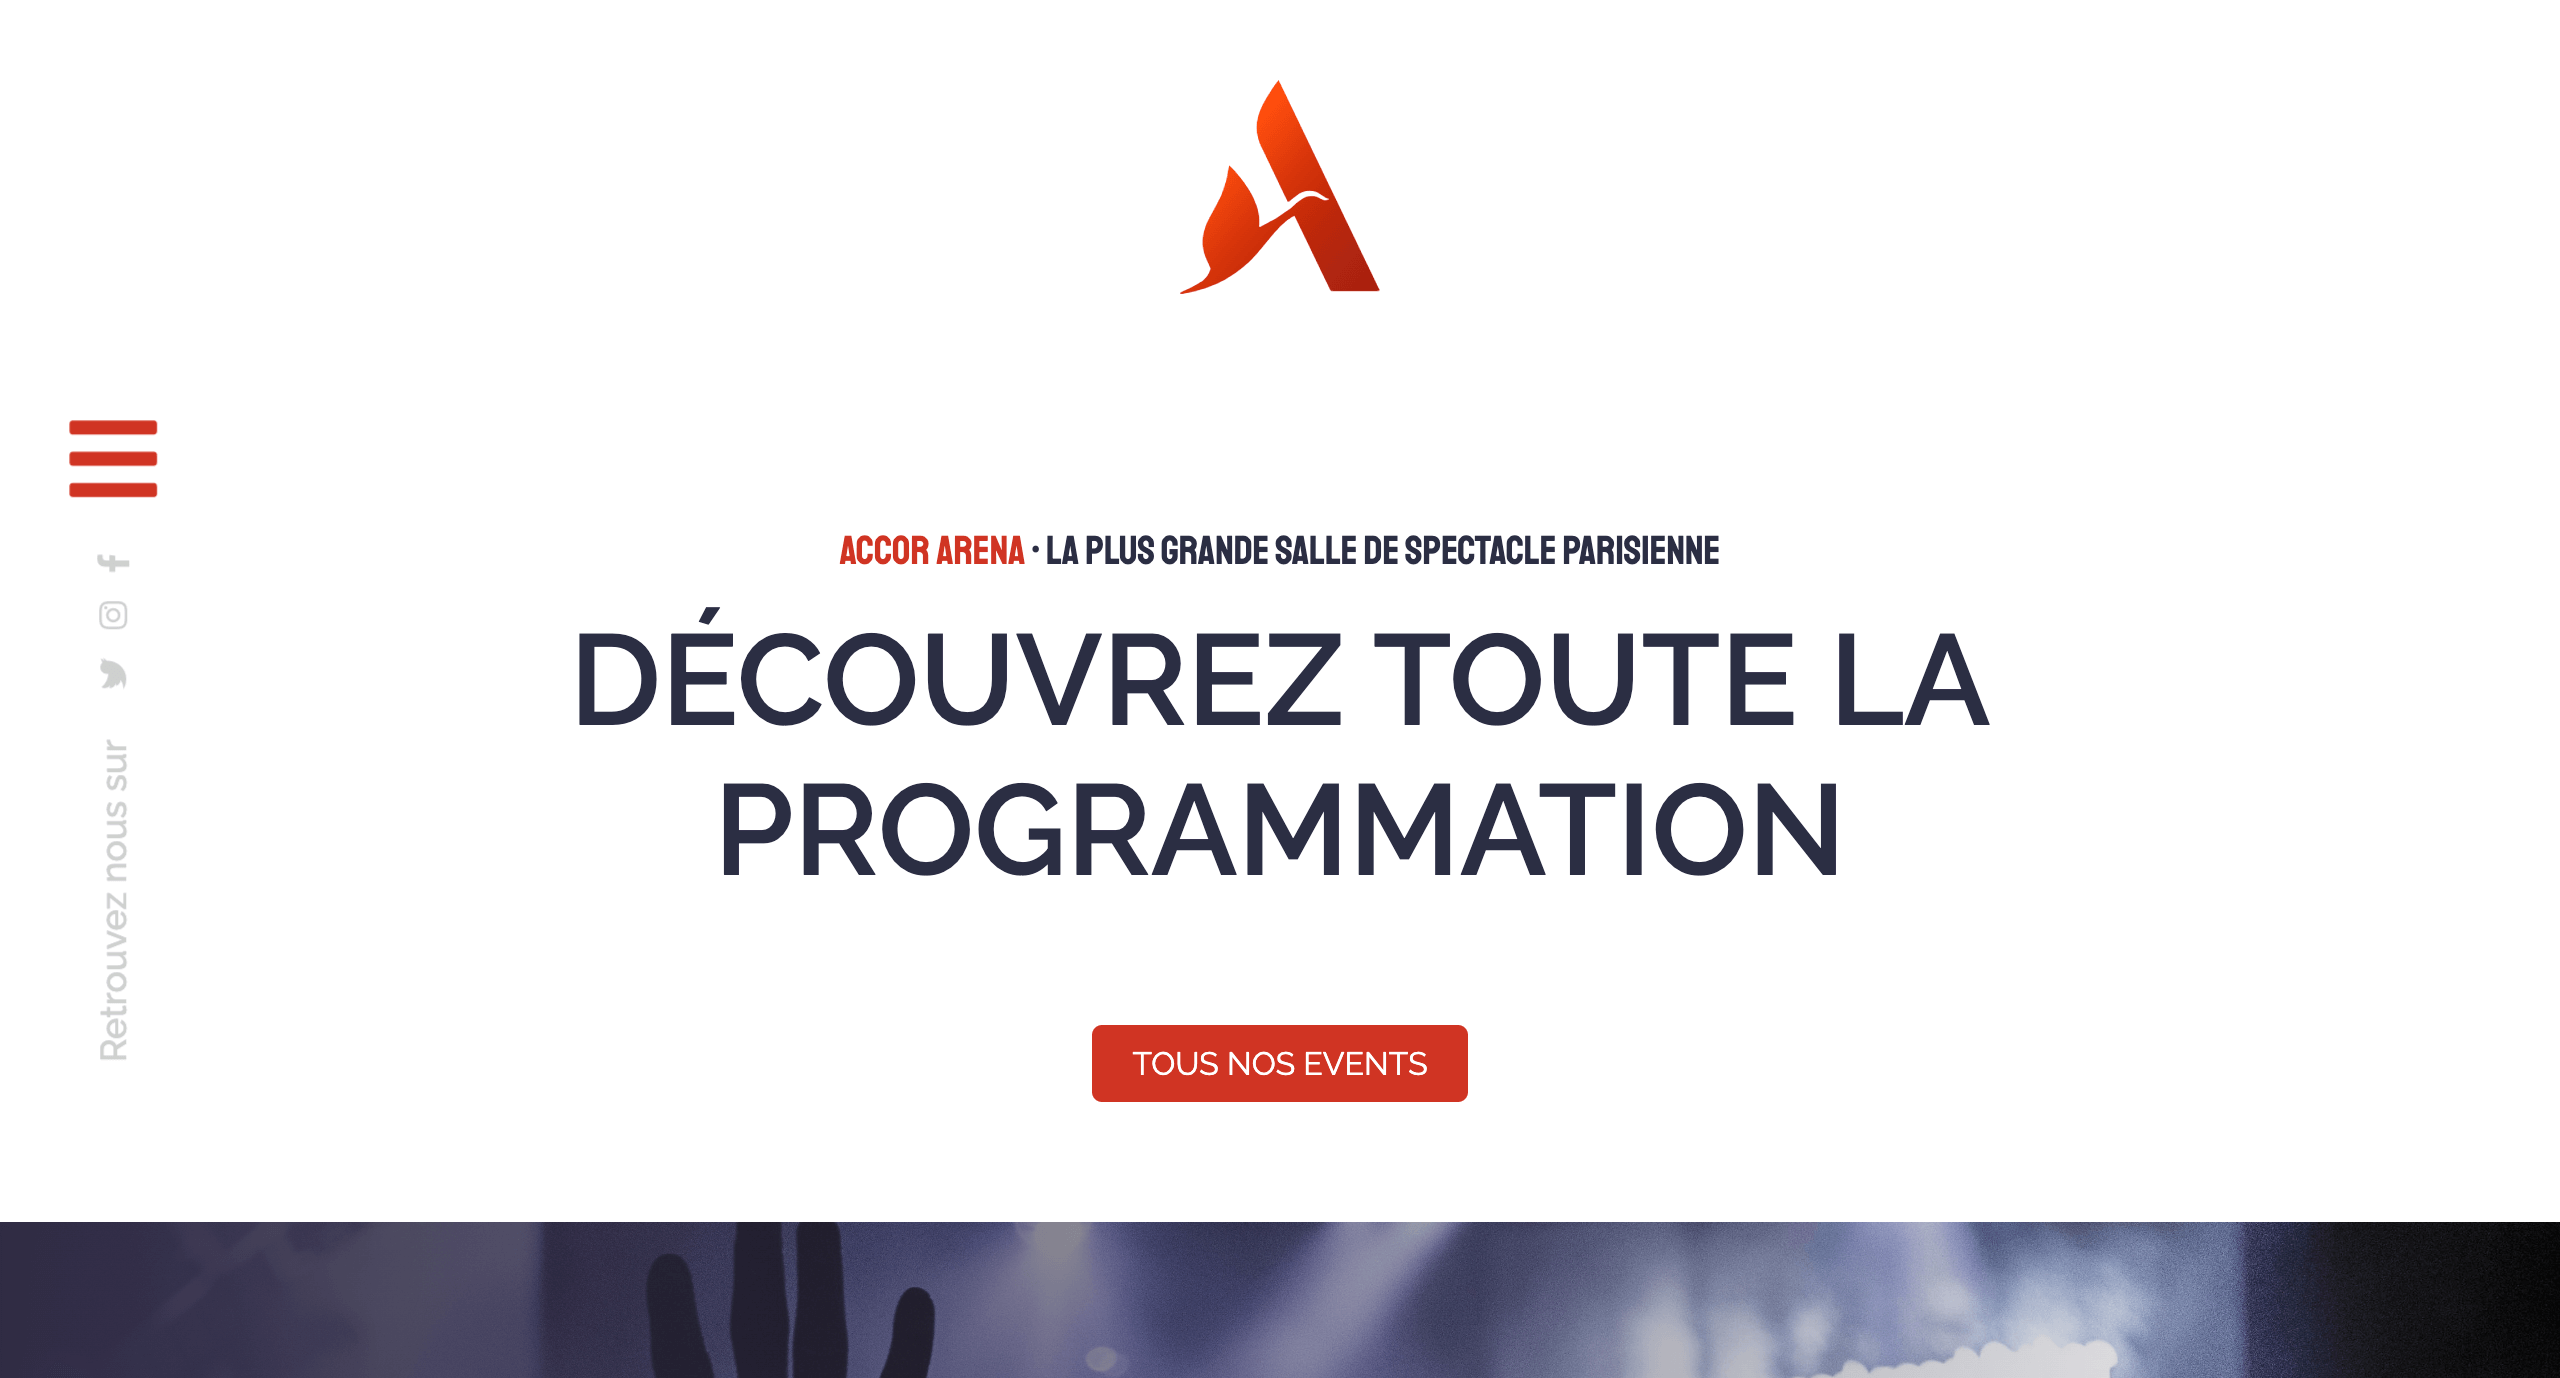 ACCOR ARENA · LA PLUS GRANDE SALLE DE SPECTACLE PARISIENNE
DÉCOUVREZ TOUTE LA
PROGRAMMATION
TOUS NOS EVENTS
Retrouvez nous sur